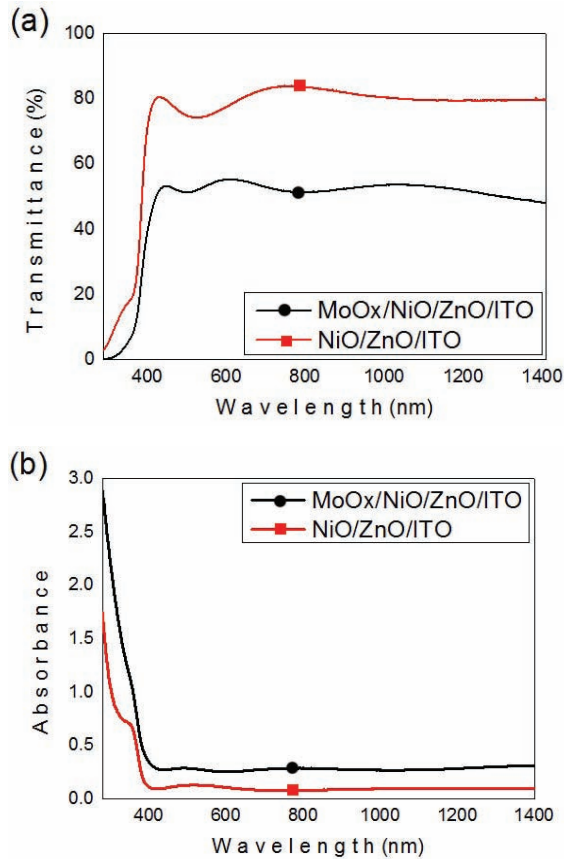 (a)
100
80
60
40
20
0
Transmittance (%)
MoOx/NiO/ZnO/ITO
NiO/ZnO/ITO
400 600 800 1000 1200 1400
Wavelength (nm)
(b)
3.0
2.5
2.0
1.5
1.0
0.5
0.0
Absorbance
MoOx/NiO/ZnO/ITO
NiO/ZnO/ITO
400 600 800 1000 1200 1400
Wavelength (nm)